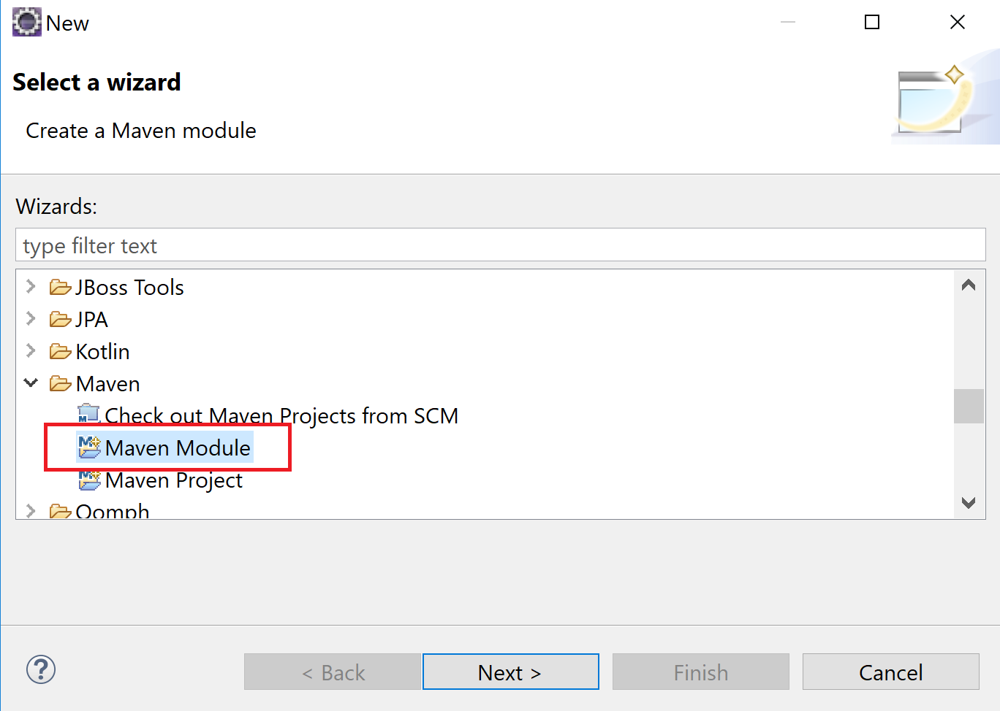 New
Select a wizard
Create a Maven module
Wizards:
type filter text
JBoss Tools
JPA
Kotlin
Maven
Check out Maven Projects from SCM
Maven Module
Maven Project
Oomph
< Back
Next >
Finish
Cancel